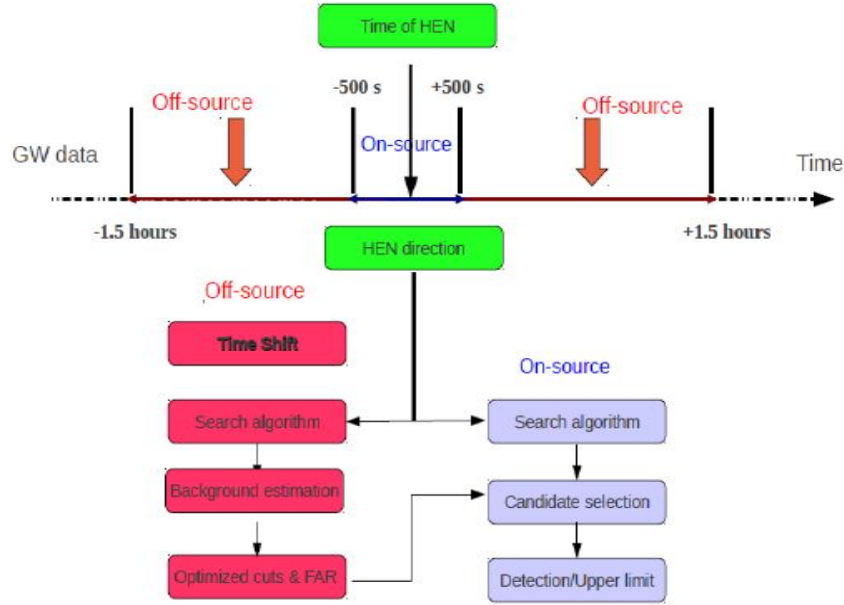 Time of HEN
-500 s
+500 s
Off-source
Off-source
On-source
GW data
Time
-1.5 hours
+1.5 hours
HEN direction
Off-source
Time Shift
On-source
Search algorithm
Search algorithm
Background estimation
Candidate selection
Optimized cuts & FAR
Detection/Upper limit